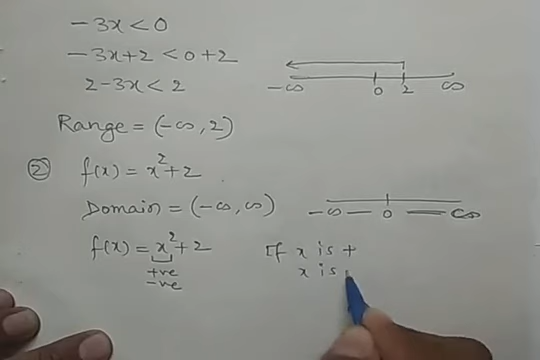 -3x < 0
-3x+2 < 0+2
2-3x < 2
-∞ 0 2 ∞
Range = (-∞, 2)
② f(x) = x²+2
Domain = (-∞, ∞)
-∞ — 0 — ∞
f(x) = x²+2
+ve
-ve
If x is +
x is